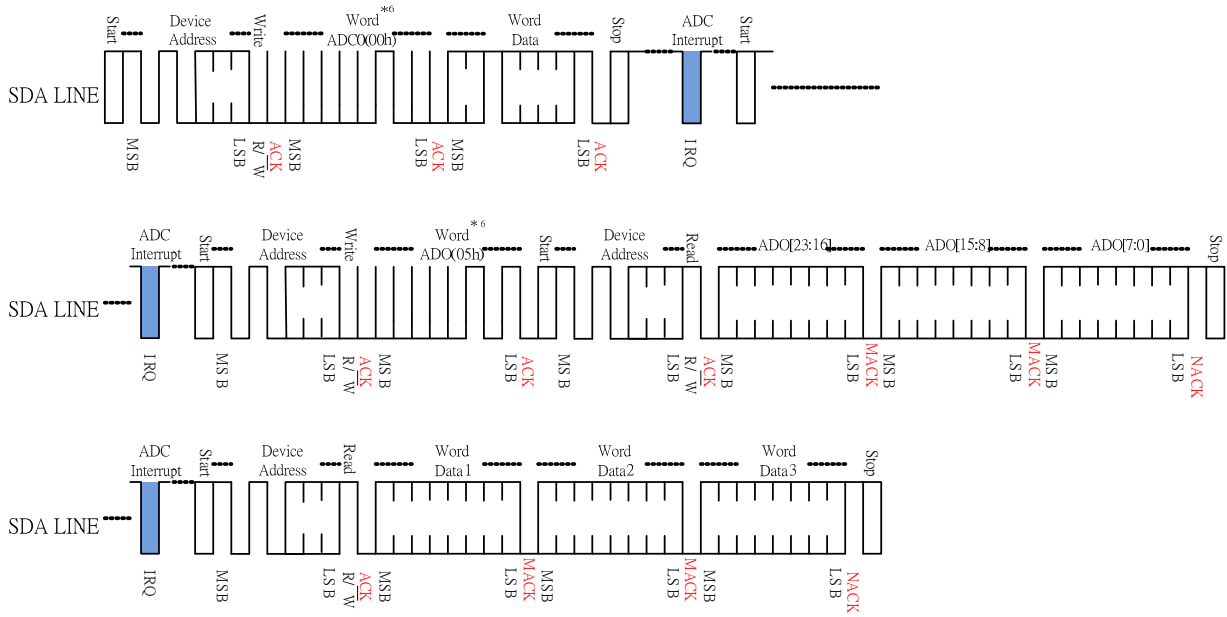 Start Device Address Write Word *6 ADC0(00h) Word Data Stop ADC Interrupt Start
SDA LINE
MSB LSB R/W ACK MSB LSB ACK MSB LSB ACK IRQ
ADC Interrupt Start Device Address Write Word *6 ADO(05h) Start Device Address Read ADO[23:16] ADO[15:8] ADO[7:0] Stop
SDA LINE
IRQ MSB LSB R/W ACK MSB LSB ACK MSB LSB R/W ACK MSB LSB MACK MSB LSB MACK MSB LSB NACK
ADC Interrupt Start Device Address Read Word Data1 Word Data2 Word Data3 Stop
SDA LINE
IRQ MSB LSB R/W ACK MSB LSB MACK MSB LSB MACK MSB LSB NACK